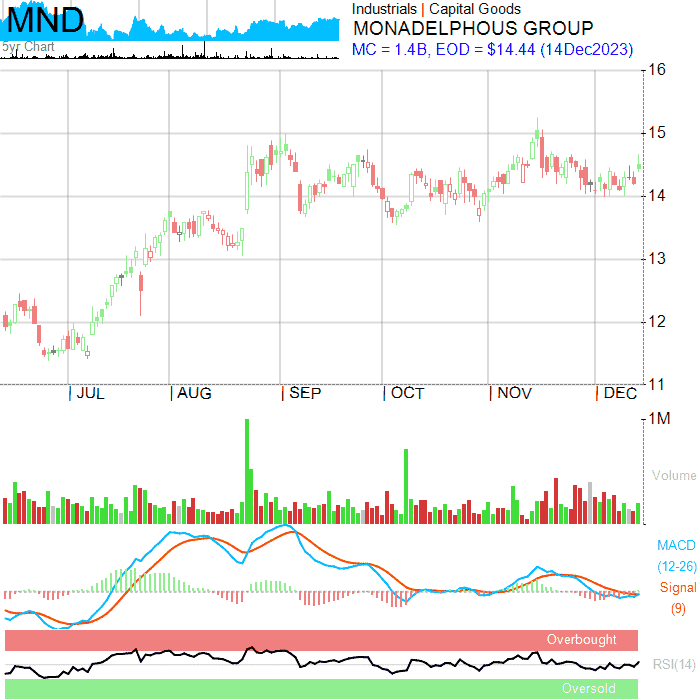 MND
5yr Chart
Industrials | Capital Goods
MONADELPHOUS GROUP
MC = 1.4B, EOD = $14.44 (14Dec2023)
16
15
14
13
12
11
JUL AUG SEP OCT NOV DEC
1M
Volume
MACD
(12-26)
Signal
(9)
Overbought
RSI(14)
Oversold